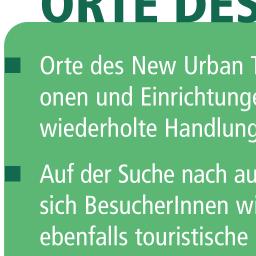 ORTE DES
Orte des New Urban T
onen und Einrichtunge
wiederholte Handlung
Auf der Suche nach au
sich BesucherInnen wi
ebenfalls touristische